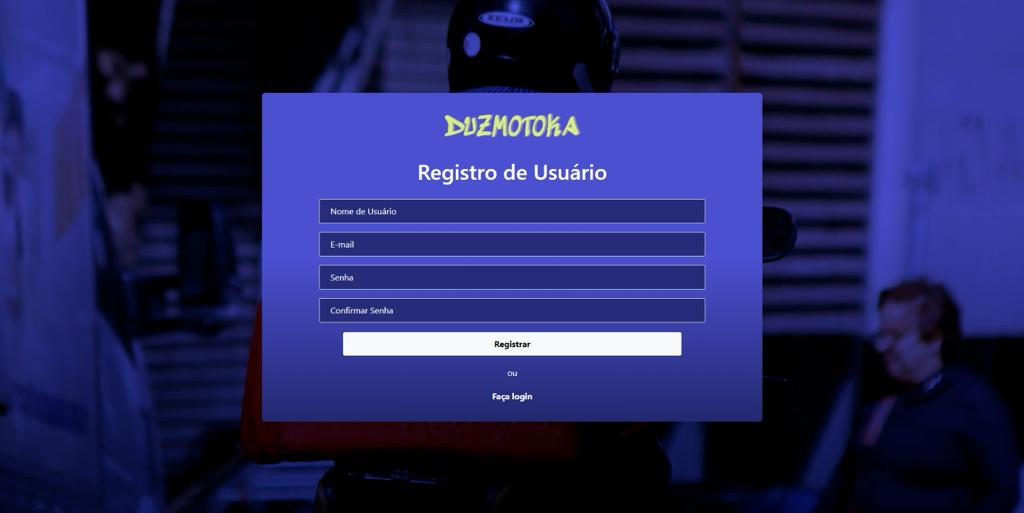 ZEUS
DUZMOTOKA
Registro de Usuário
Nome de Usuário
E-mail
Senha
Confirmar Senha
Registrar
ou
Faça login